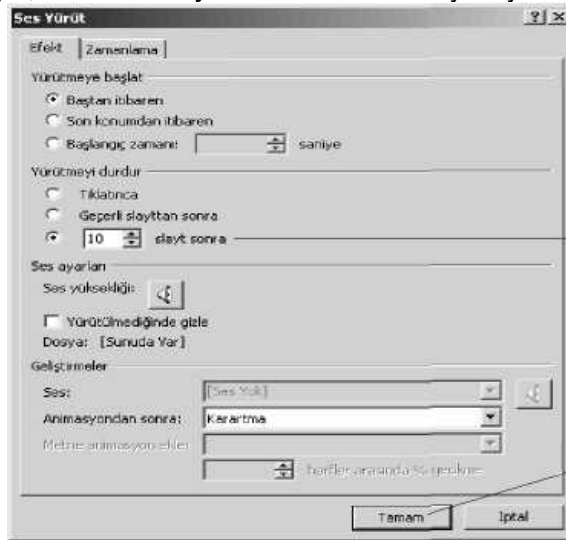 Ses Yürüt
Efekt Zamanlama
Yürütmeye başlat
Baştan itibaren
Son konumdan itibaren
Başlangıç zamanı: saniye
Yürütmeyi durdur
Tıklatınca
Geçerli slayttan sonra
10 slayt sonra
Ses ayarları
Ses yüksekliği:
Yürütülmediğinde gizle
Dosya: [Sunuda Var]
Geliştirmeler
Ses: [Ses Yok]
Animasyondan sonra: Karartma
Metne animasyon ekle:
harfler arasında % gecikme
Tamam İptal